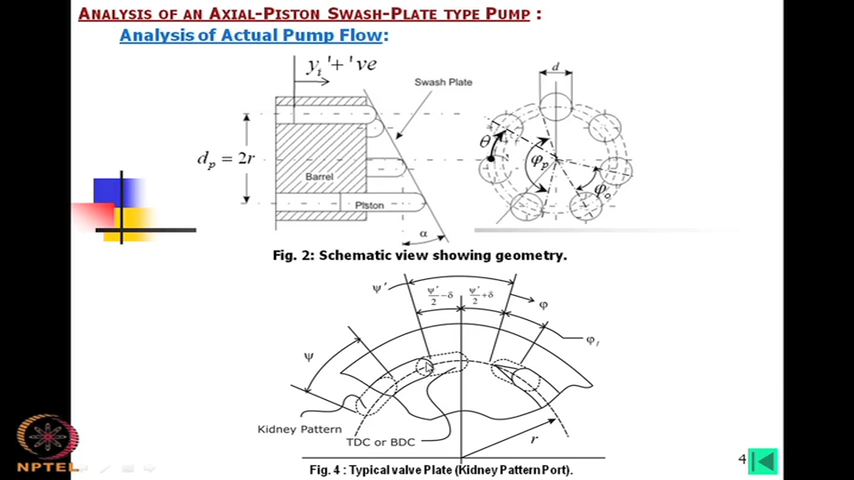 ANALYSIS OF AN AXIAL-PISTON SWASH-PLATE TYPE PUMP :
Analysis of Actual Pump Flow:
y_t '+'ve
Swash Plate
d
θ
d_p = 2r
φ_p
Barrel
φ_o
Piston
α
Fig. 2: Schematic view showing geometry.
ψ'
ψ'/2 −δ
ψ'/2 +δ
φ
φ_f
ψ
Kidney Pattern
TDC or BDC
r
NPTEL
4
Fig. 4 : Typical valve Plate (Kidney Pattern Port).